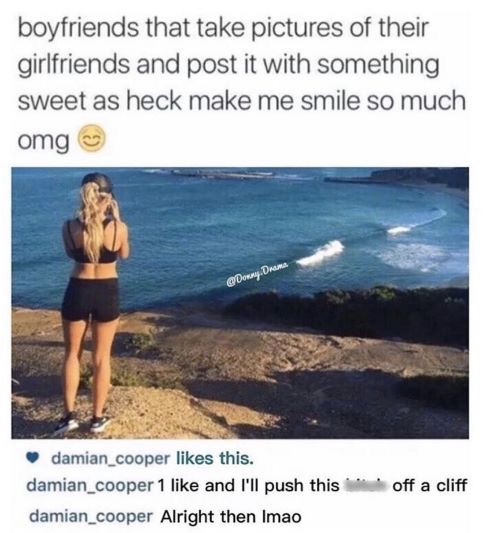 boyfriends that take pictures of their
girlfriends and post it with something
sweet as heck make me smile so much
omg 😊
@Donny.Drama
damian_cooper likes this.
damian_cooper 1 like and I'll push this off a cliff
damian_cooper Alright then lmao